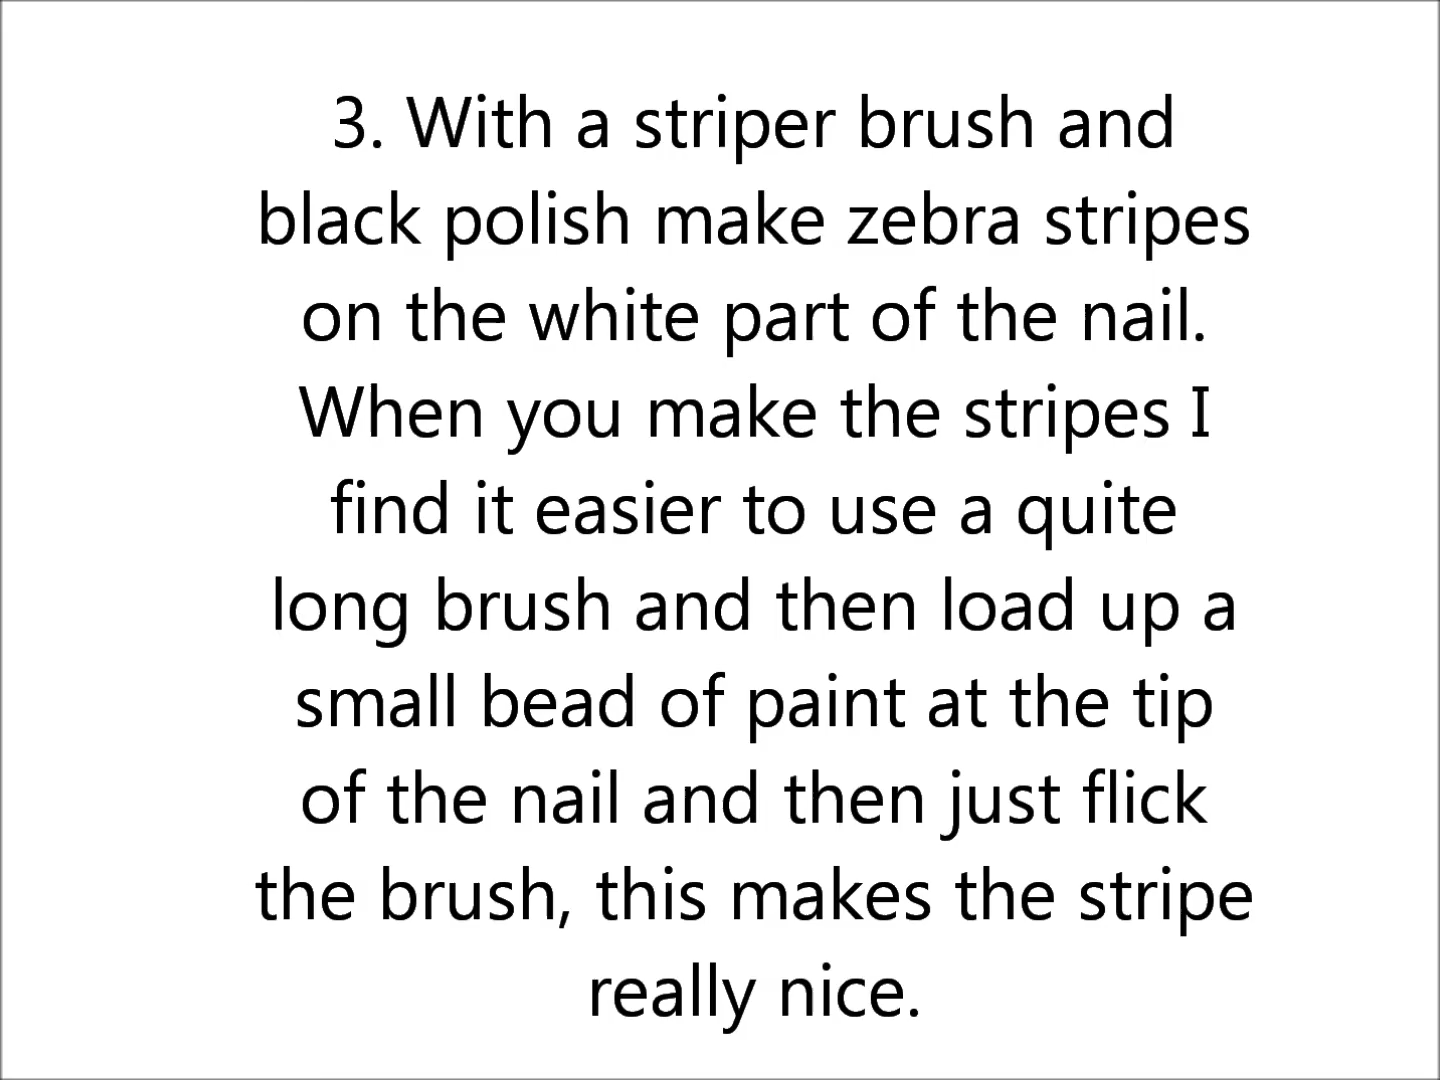 3. With a striper brush and
black polish make zebra stripes
on the white part of the nail.
When you make the stripes I
find it easier to use a quite
long brush and then load up a
small bead of paint at the tip
of the nail and then just flick
the brush, this makes the stripe
really nice.